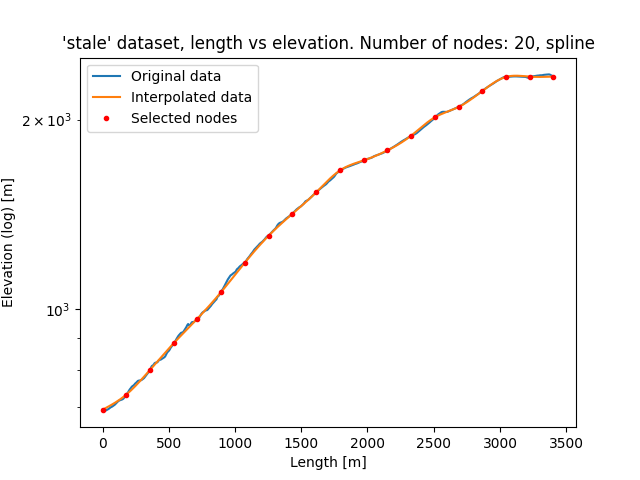 'stale' dataset, length vs elevation. Number of nodes: 20, spline
Original data
Interpolated data
Selected nodes
2 × 10³
10³
Elevation (log) [m]
0 500 1000 1500 2000 2500 3000 3500
Length [m]